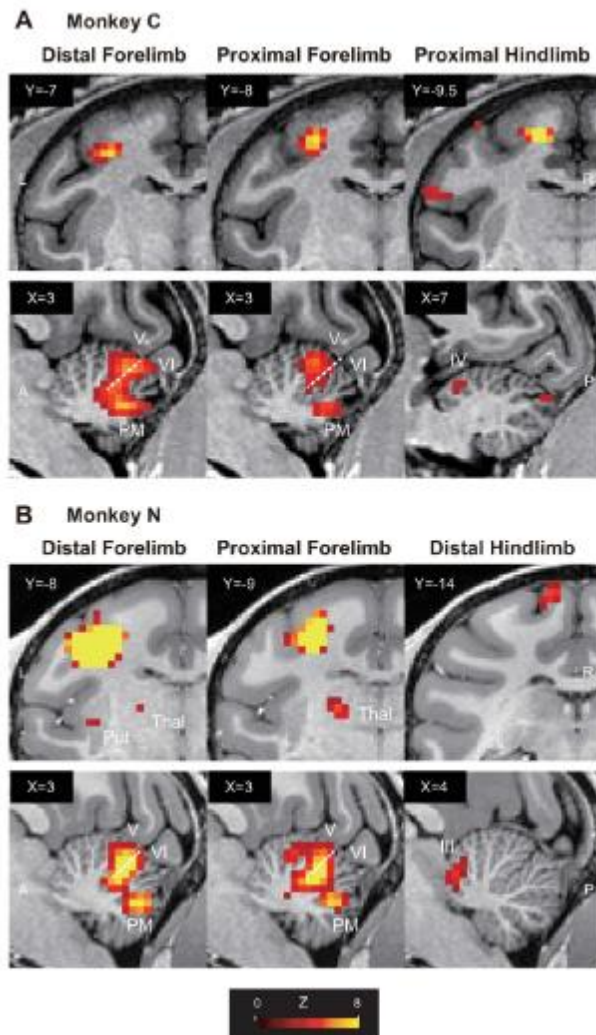 A Monkey C
Distal Forelimb Proximal Forelimb Proximal Hindlimb
Y=-7 Y=-8 Y=-9.5
L R
X=3 X=3 X=7
V V IV
VI VI
A P
PM PM
B Monkey N
Distal Forelimb Proximal Forelimb Distal Hindlimb
Y=-8 Y=-9 Y=-14
L R
Put Thal Thal
X=3 X=3 X=4
V V III
VI VI
A P
PM PM
0 Z 8